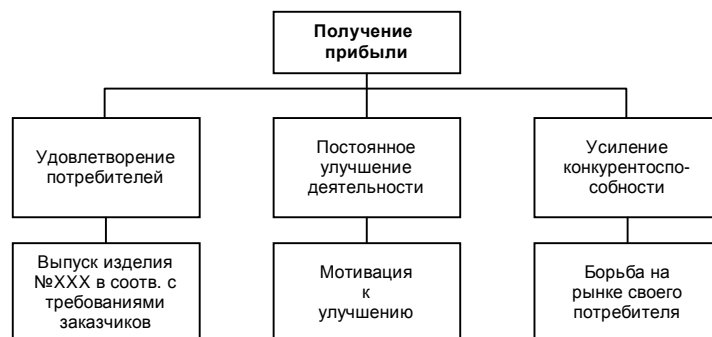 Получение
прибыли
Удовлетворение
потребителей
Постоянное
улучшение
деятельности
Усиление
конкурентоспо-
собности
Выпуск изделия
№XXX в соотв. с
требованиями
заказчиков
Мотивация
к
улучшению
Борьба на
рынке своего
потребителя